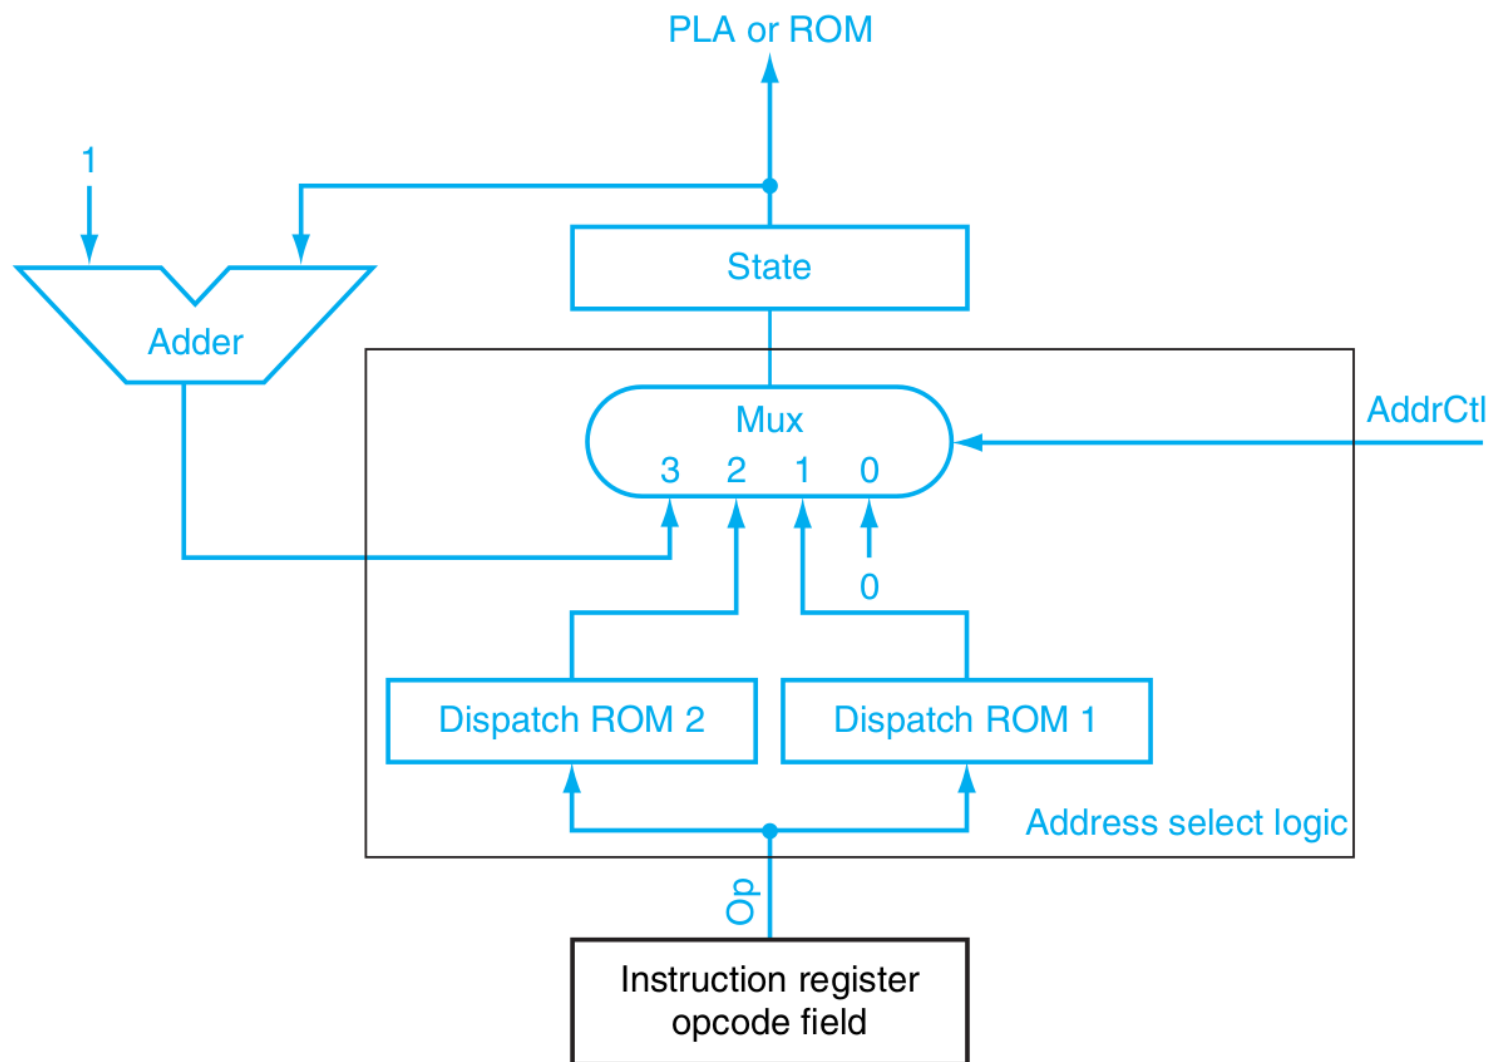 PLA or ROM
1
State
Adder
AddrCtl
Mux
3 2 1 0
0
Dispatch ROM 2
Dispatch ROM 1
Address select logic
Op
Instruction register
opcode field